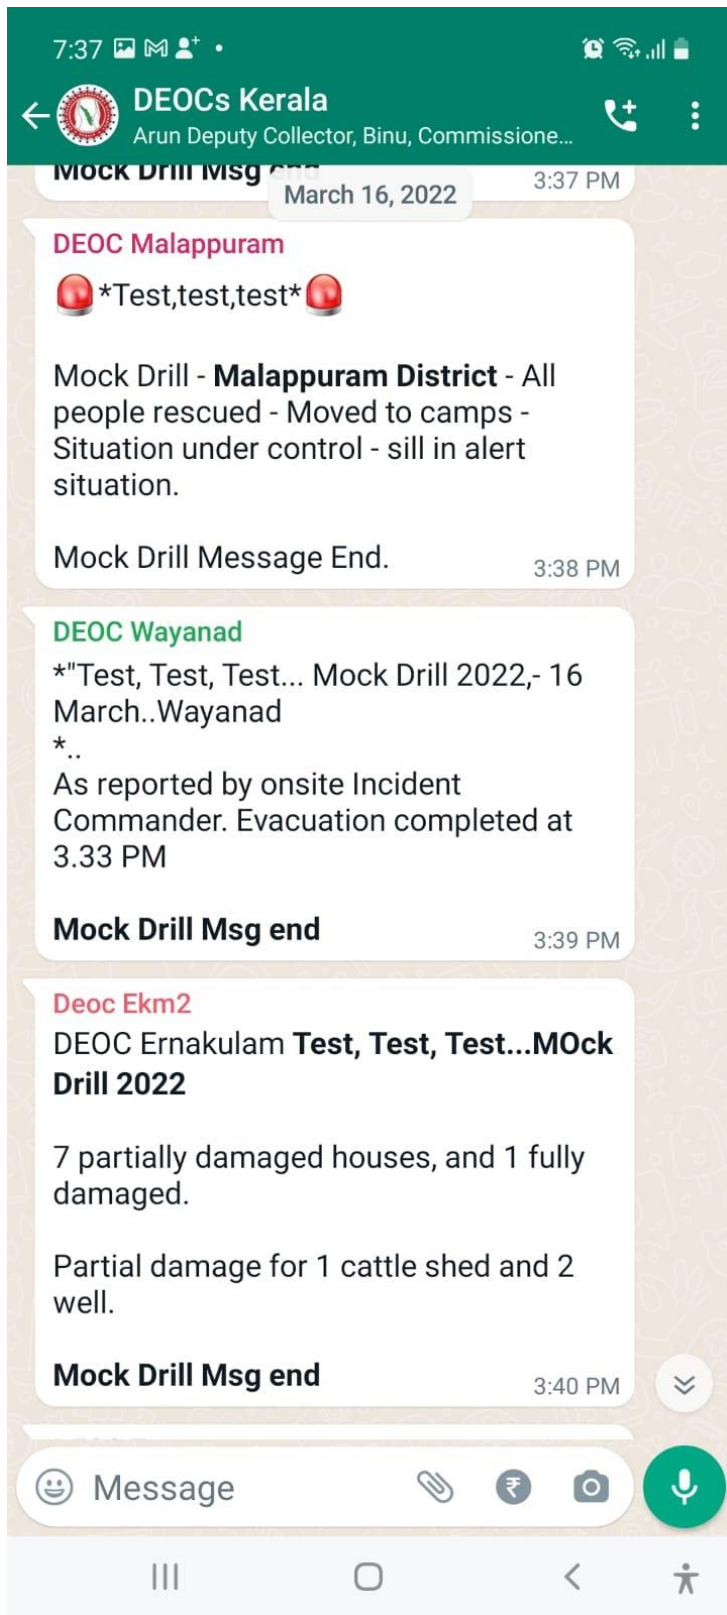 7:37
DEOCs Kerala
Arun Deputy Collector, Binu, Commissione...
Mock Drill Msg end
3:37 PM
March 16, 2022
DEOC Malappuram
🚨*Test,test,test*🚨
Mock Drill - Malappuram District - All
people rescued - Moved to camps -
Situation under control - sill in alert
situation.
Mock Drill Message End.
3:38 PM
DEOC Wayanad
*"Test, Test, Test... Mock Drill 2022,- 16
March..Wayanad
*..
As reported by onsite Incident
Commander. Evacuation completed at
3.33 PM
Mock Drill Msg end
3:39 PM
Deoc Ekm2
DEOC Ernakulam Test, Test, Test...MOck
Drill 2022
7 partially damaged houses, and 1 fully
damaged.
Partial damage for 1 cattle shed and 2
well.
Mock Drill Msg end
3:40 PM
Message